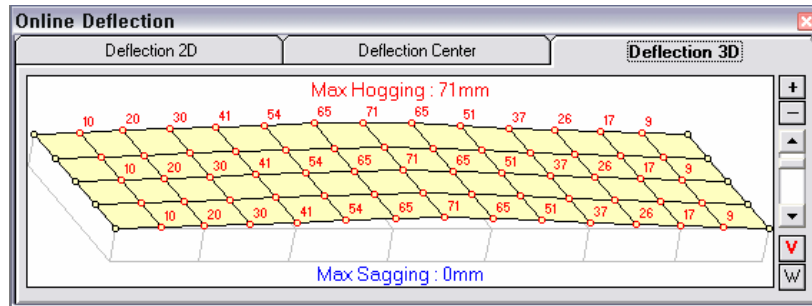 Online Deflection
Deflection 2D Deflection Center Deflection 3D
Max Hogging : 71mm
10 20 30 41 54 65 71 65 51 37 26 17 9
10 20 30 41 54 65 71 65 51 37 26 17 9
10 20 30 41 54 65 71 65 51 37 26 17 9
Max Sagging : 0mm
V
W